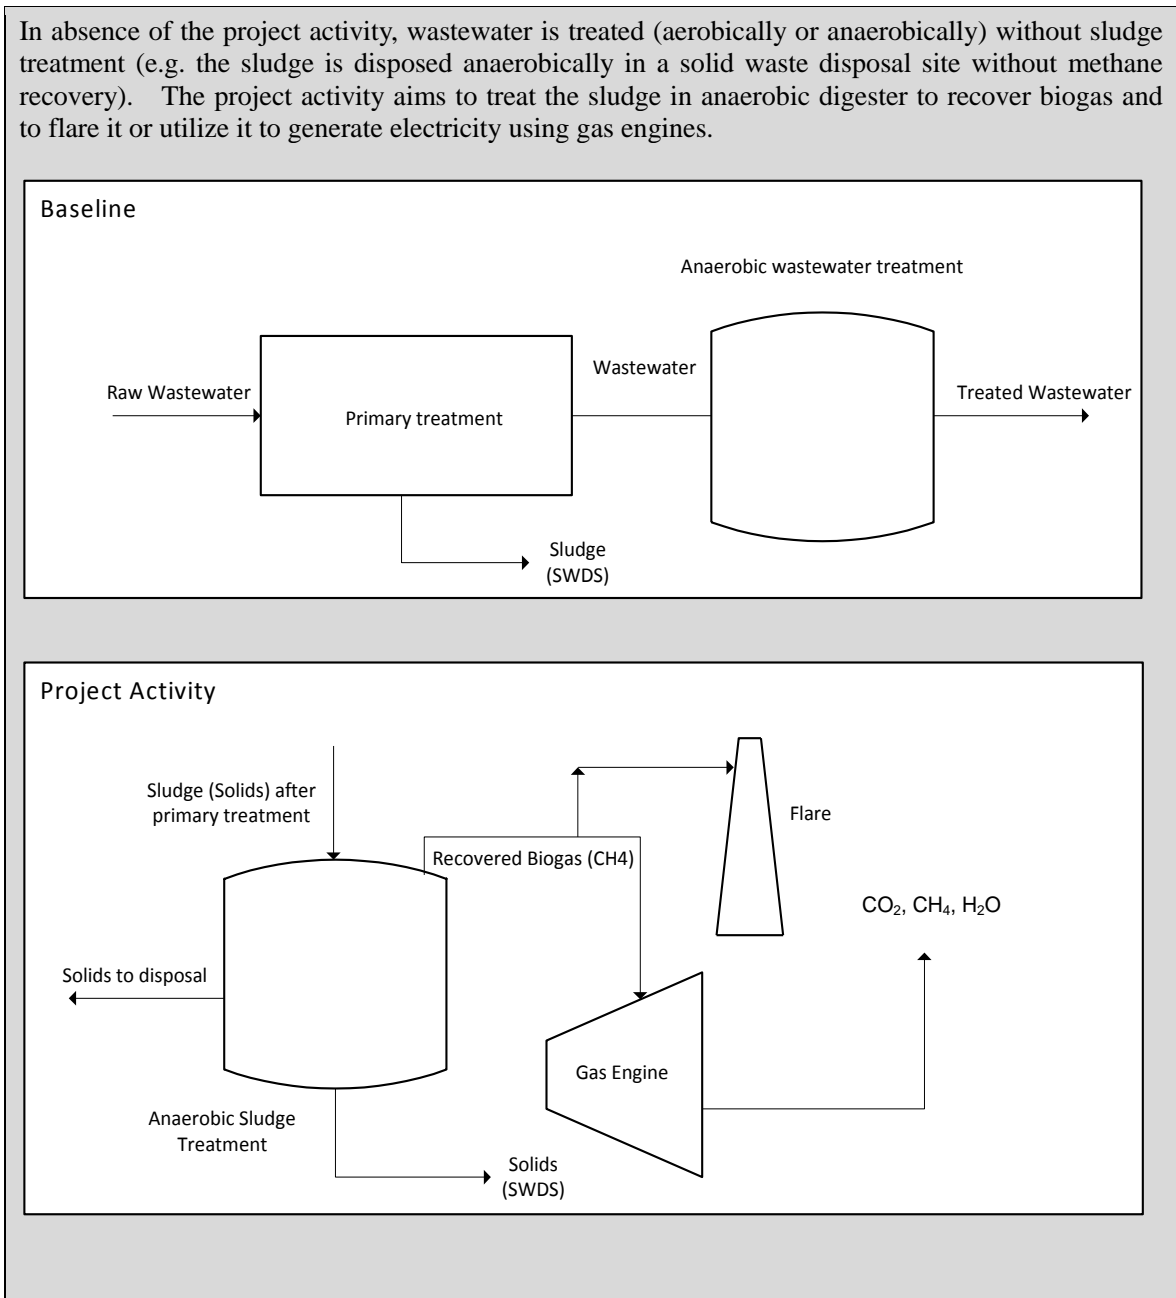 In absence of the project activity, wastewater is treated (aerobically or anaerobically) without sludge
treatment (e.g. the sludge is disposed anaerobically in a solid waste disposal site without methane
recovery). The project activity aims to treat the sludge in anaerobic digester to recover biogas and
to flare it or utilize it to generate electricity using gas engines.
Baseline
Anaerobic wastewater treatment
Wastewater
Raw Wastewater
Primary treatment
Treated Wastewater
Sludge
(SWDS)
Project Activity
Sludge (Solids) after
primary treatment
Flare
Recovered Biogas (CH4)
CO₂, CH₄, H₂O
Solids to disposal
Gas Engine
Anaerobic Sludge
Treatment
Solids
(SWDS)